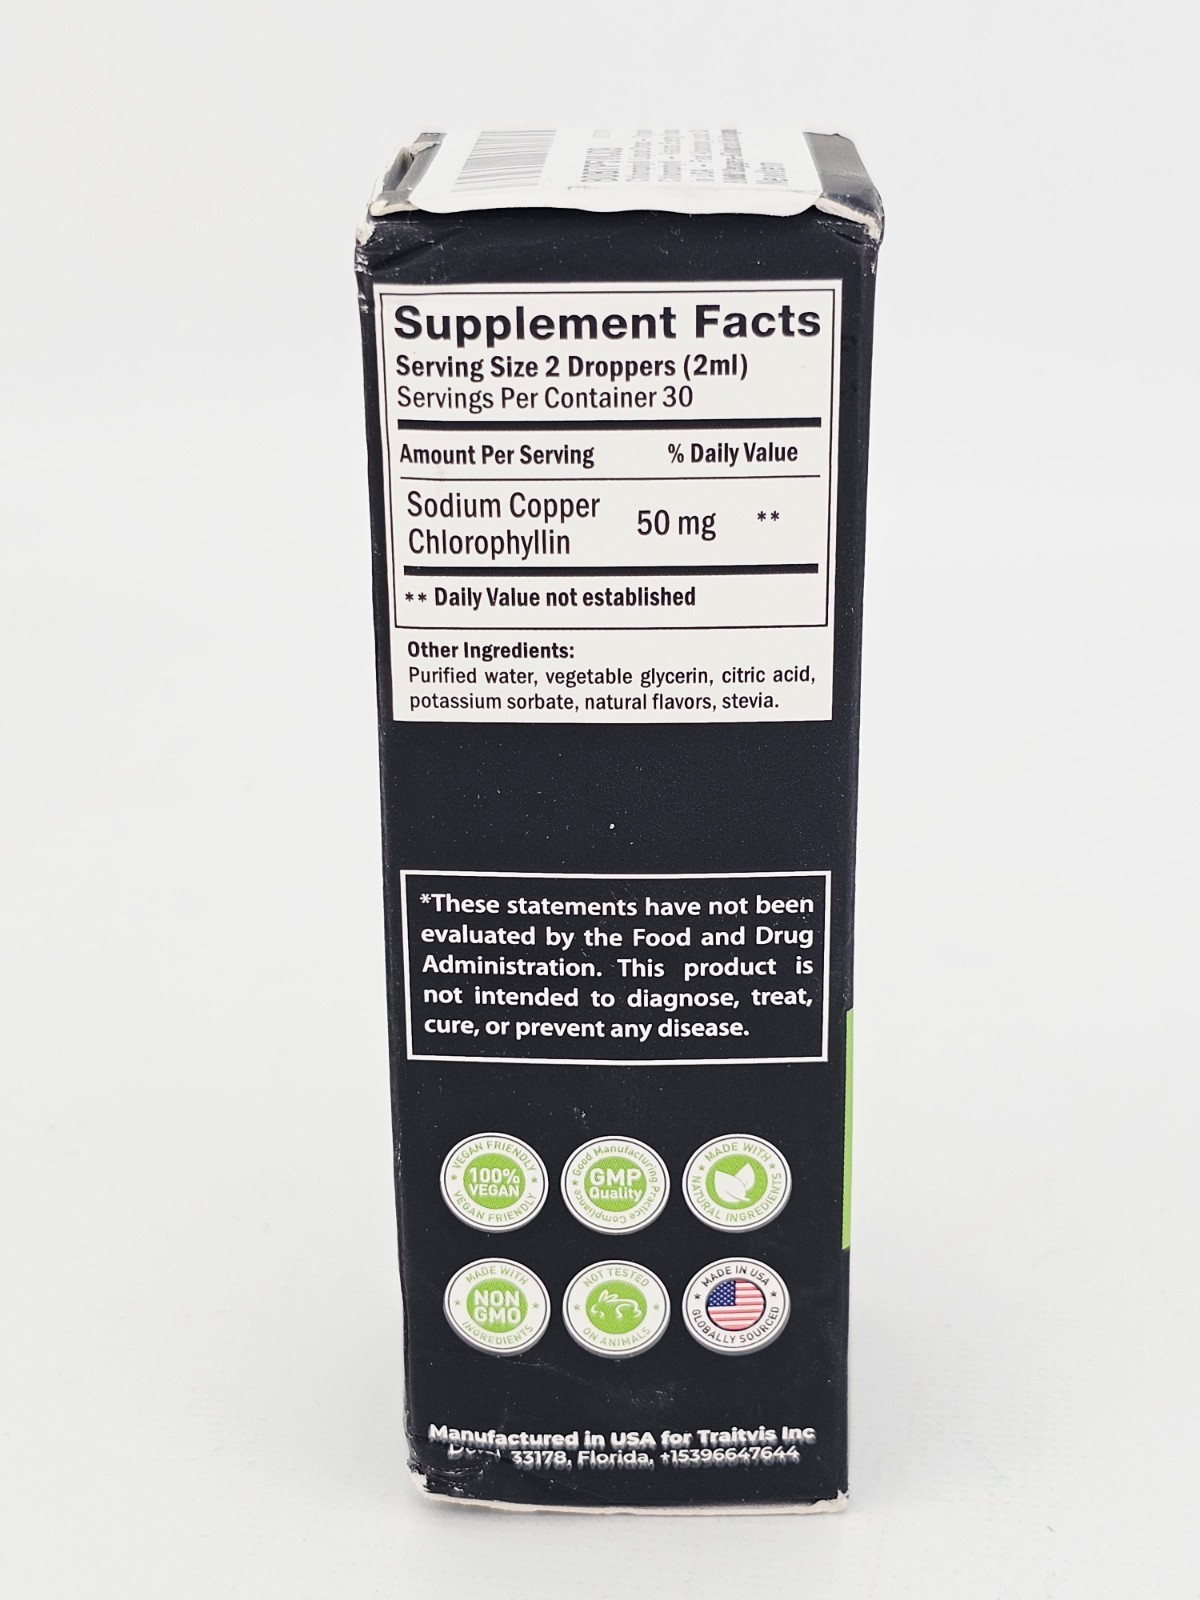 Supplement Facts
Serving Size 2 Droppers (2ml)
Servings Per Container 30
Amount Per Serving % Daily Value
Sodium Copper
Chlorophyllin
50 mg **
** Daily Value not established
Other Ingredients:
Purified water, vegetable glycerin, citric acid,
potassium sorbate, natural flavors, stevia.
*These statements have not been
evaluated by the Food and Drug
Administration. This product is
not intended to diagnose, treat,
cure, or prevent any disease.
VEGAN FRIENDLY
100%
VEGAN
VEGAN FRIENDLY
Good Manufacturing Practice Compliance
GMP
Quality
MADE WITH
NATURAL INGREDIENTS
MADE WITH
NON
GMO
INGREDIENTS
NOT TESTED
ON ANIMALS
MADE IN USA
GLOBALLY SOURCED
Manufactured in USA for Traitvis Inc
33178, Florida, +15396647644